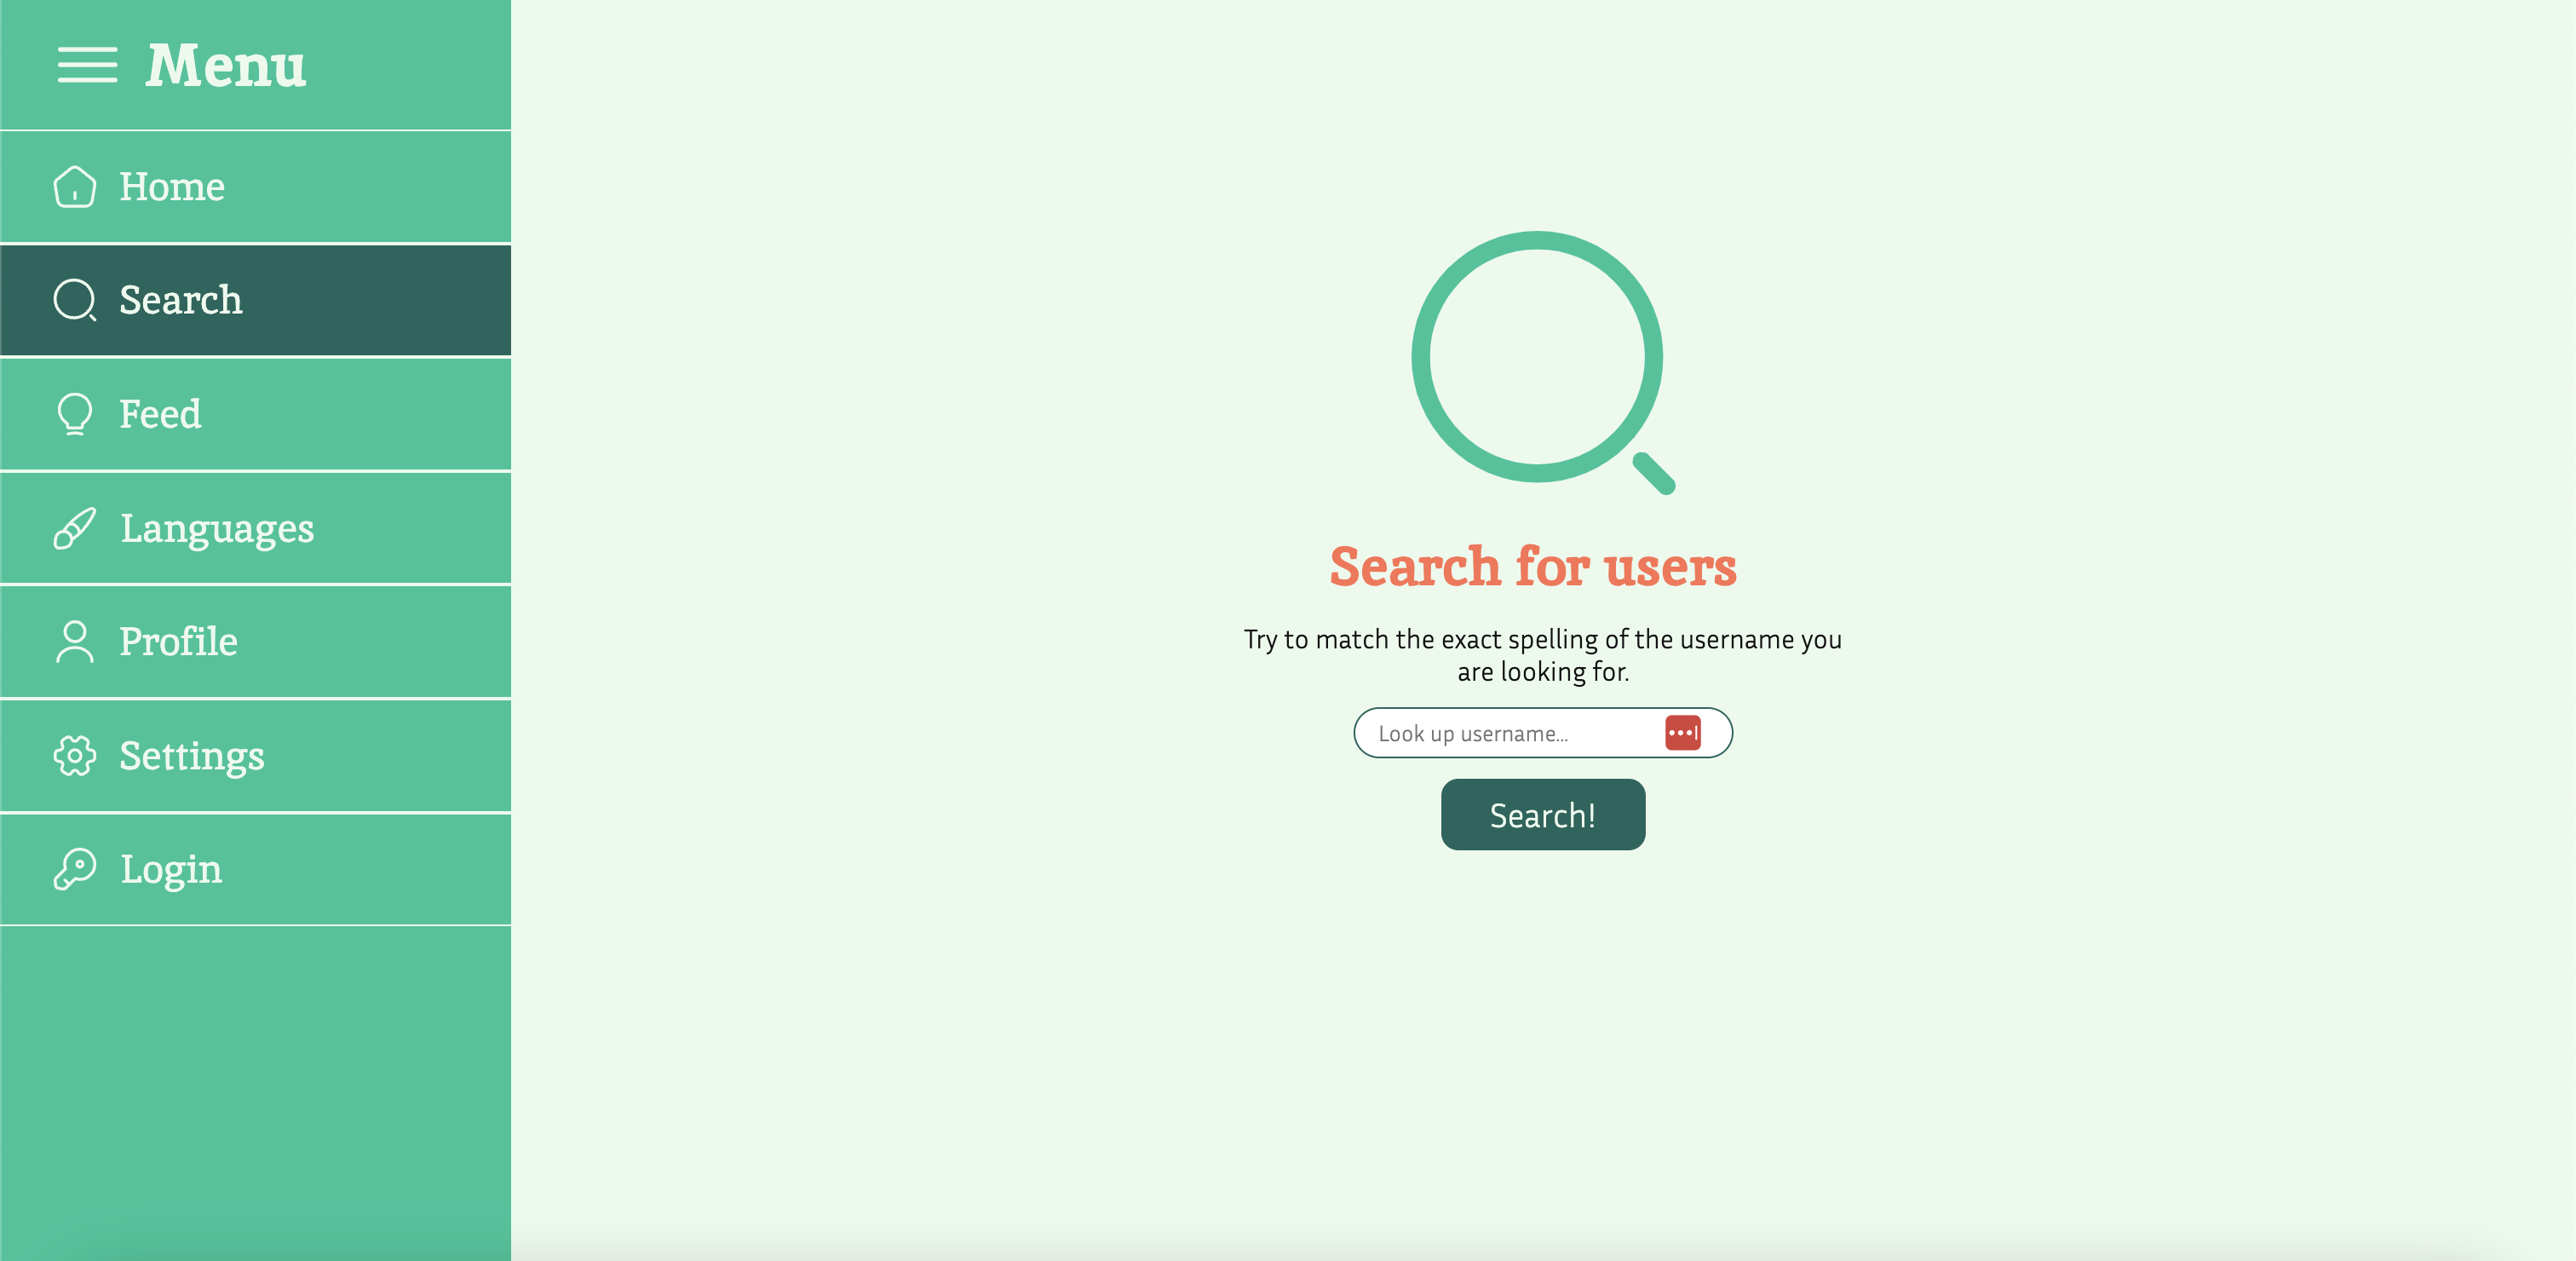 Menu
Home
Search
Feed
Languages
Profile
Settings
Login
Search for users
Try to match the exact spelling of the username you
are looking for.
Look up username...
Search!